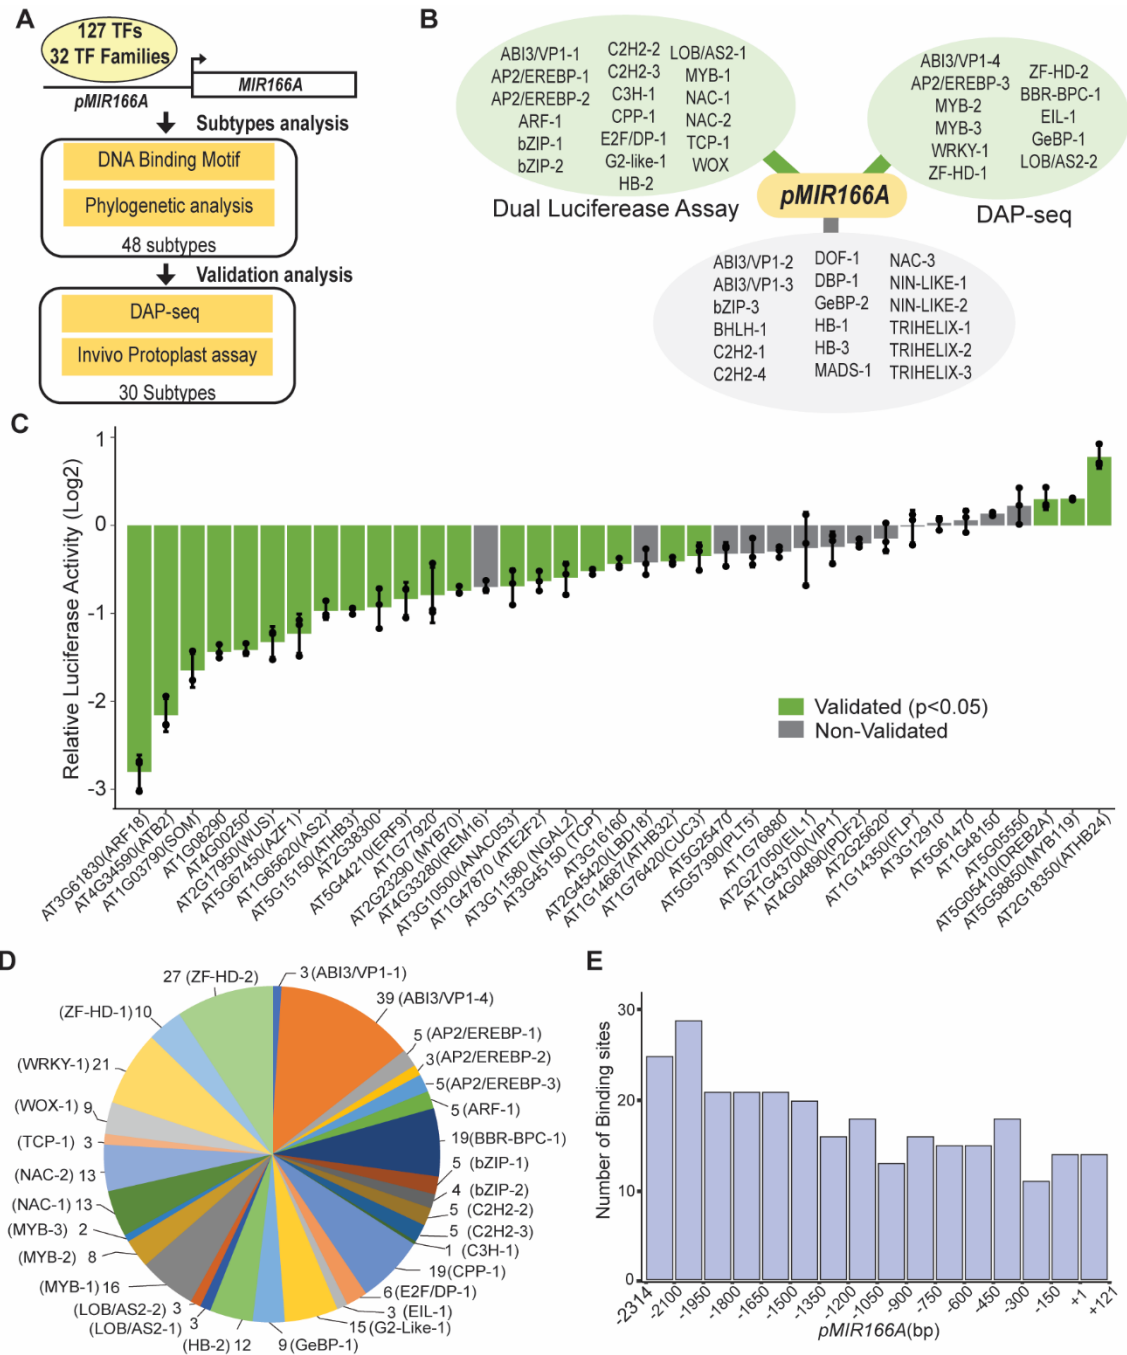 A
127 TFs
32 TF Families
MIR166A
pMIR166A
Subtypes analysis
DNA Binding Motif
Phylogenetic analysis
48 subtypes
Validation analysis
DAP-seq
Invivo Protoplast assay
30 Subtypes
B
ABI3/VP1-1
AP2/EREBP-1
AP2/EREBP-2
ARF-1
bZIP-1
bZIP-2
C2H2-2
C2H2-3
C3H-1
CPP-1
E2F/DP-1
G2-like-1
HB-2
LOB/AS2-1
MYB-1
NAC-1
NAC-2
TCP-1
WOX
Dual Luciferease Assay
ABI3/VP1-4
AP2/EREBP-3
MYB-2
MYB-3
WRKY-1
ZF-HD-1
ZF-HD-2
BBR-BPC-1
EIL-1
GeBP-1
LOB/AS2-2
DAP-seq
pMIR166A
ABI3/VP1-2
ABI3/VP1-3
bZIP-3
BHLH-1
C2H2-1
C2H2-4
DOF-1
DBP-1
GeBP-2
HB-1
HB-3
MADS-1
NAC-3
NIN-LIKE-1
NIN-LIKE-2
TRIHELIX-1
TRIHELIX-2
TRIHELIX-3
C
Relative Luciferase Activity (Log2)
1
0
-1
-2
-3
Validated (p<0.05)
Non-Validated
AT3G61830(ARF18)
AT4G34590(ATB2)
AT1G03790(SOM)
AT1G08290
AT4G00250
AT2G17950(WUS)
AT5G67450(AZF1)
AT1G65620(AS2)
AT5G15150(ATHB3)
AT2G38300
AT5G44210(ERF9)
AT1G77920
AT2G23290 (MYB70)
AT4G33280(REM16)
AT3G10500(ANAC053)
AT1G47870 (ATE2F2)
AT3G11580 (NGAL2)
AT3G45150 (TCP)
AT3G16160
AT2G45420(LBD18)
AT1G14687(ATHB32)
AT1G76420(CUC3)
AT5G25470
AT5G57390(PLT5)
AT1G76880
AT2G27050(EIL1)
AT1G43700(VIP1)
AT4G04890(PDF2)
AT2G25620
AT1G14350(FLP)
AT3G12910
AT5G61470
AT1G48150
AT5G05550
AT5G05410(DREB2A)
AT5G58850(MYB119)
AT2G18350(ATHB24)
D
27 (ZF-HD-2)
3 (ABI3/VP1-1)
39 (ABI3/VP1-4)
5 (AP2/EREBP-1)
3 (AP2/EREBP-2)
5 (AP2/EREBP-3)
5 (ARF-1)
19(BBR-BPC-1)
5 (bZIP-1)
4 (bZIP-2)
5 (C2H2-2)
5 (C2H2-3)
1 (C3H-1)
19(CPP-1)
6(E2F/DP-1)
3 (EIL-1)
15(G2-Like-1)
9 (GeBP-1)
(HB-2) 12
(LOB/AS2-1) 3
(LOB/AS2-2) 3
(MYB-1) 16
(MYB-2) 8
(MYB-3) 2
(NAC-1) 13
(NAC-2) 13
(TCP-1) 3
(WOX-1) 9
(WRKY-1) 21
(ZF-HD-1)10
E
Number of Binding sites
30
20
10
0
-2314
-2100
-1950
-1800
-1650
-1500
-1350
-1200
-1050
-900
-750
-600
-450
-300
-150
+1
+121
pMIR166A(bp)